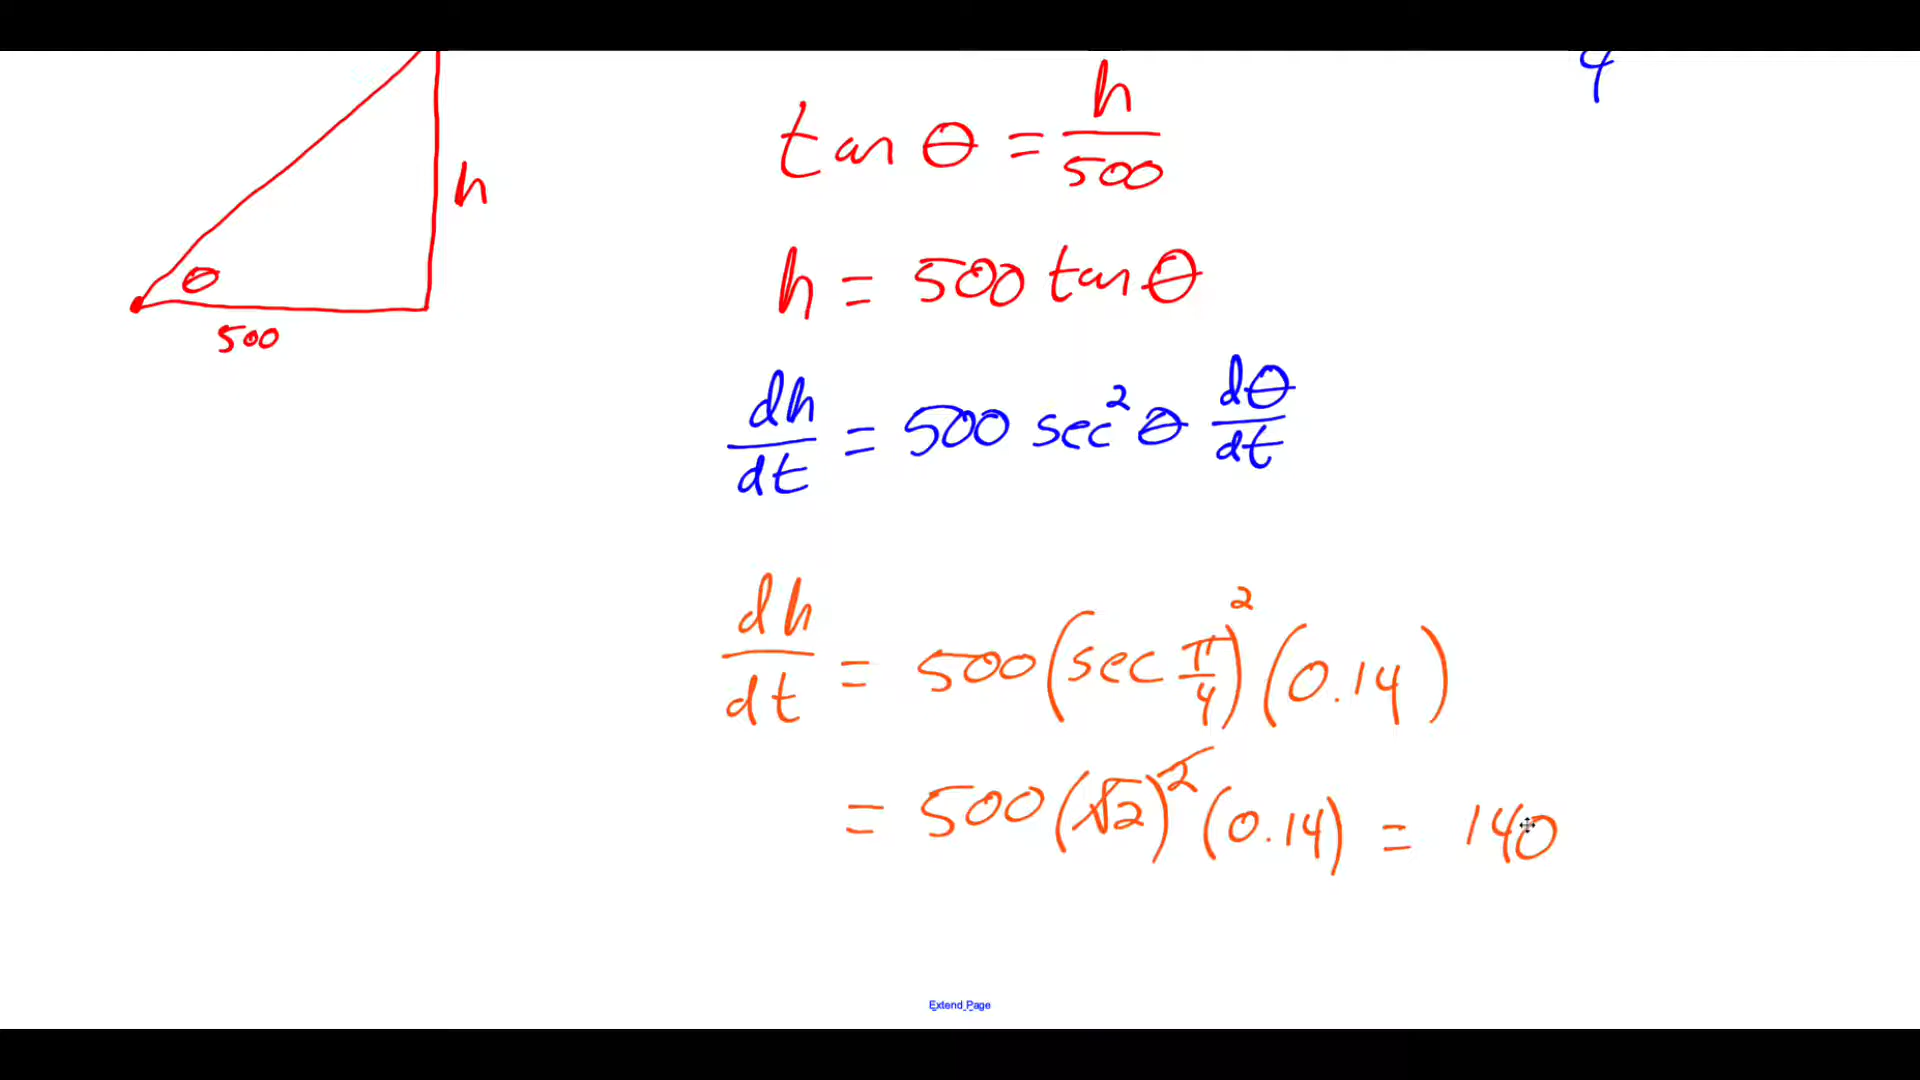 4
tan θ = h/500
h
h = 500 tan θ
θ
500
dh/dt = 500 sec² θ dθ/dt
dh/dt = 500 (sec π/4)² (0.14)
= 500 (√2)² (0.14) = 140
Extend Page